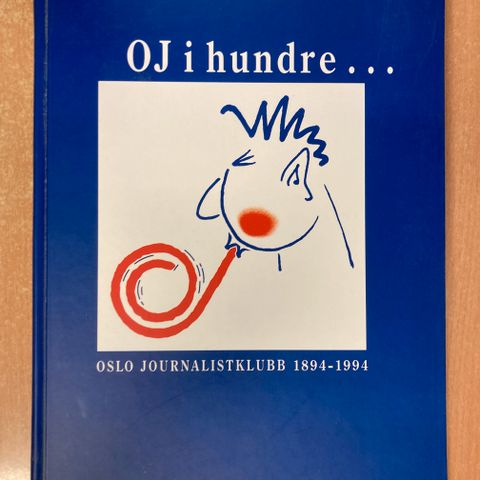 OJ i hundre . . .
OSLO JOURNALISTKLUBB 1894-1994